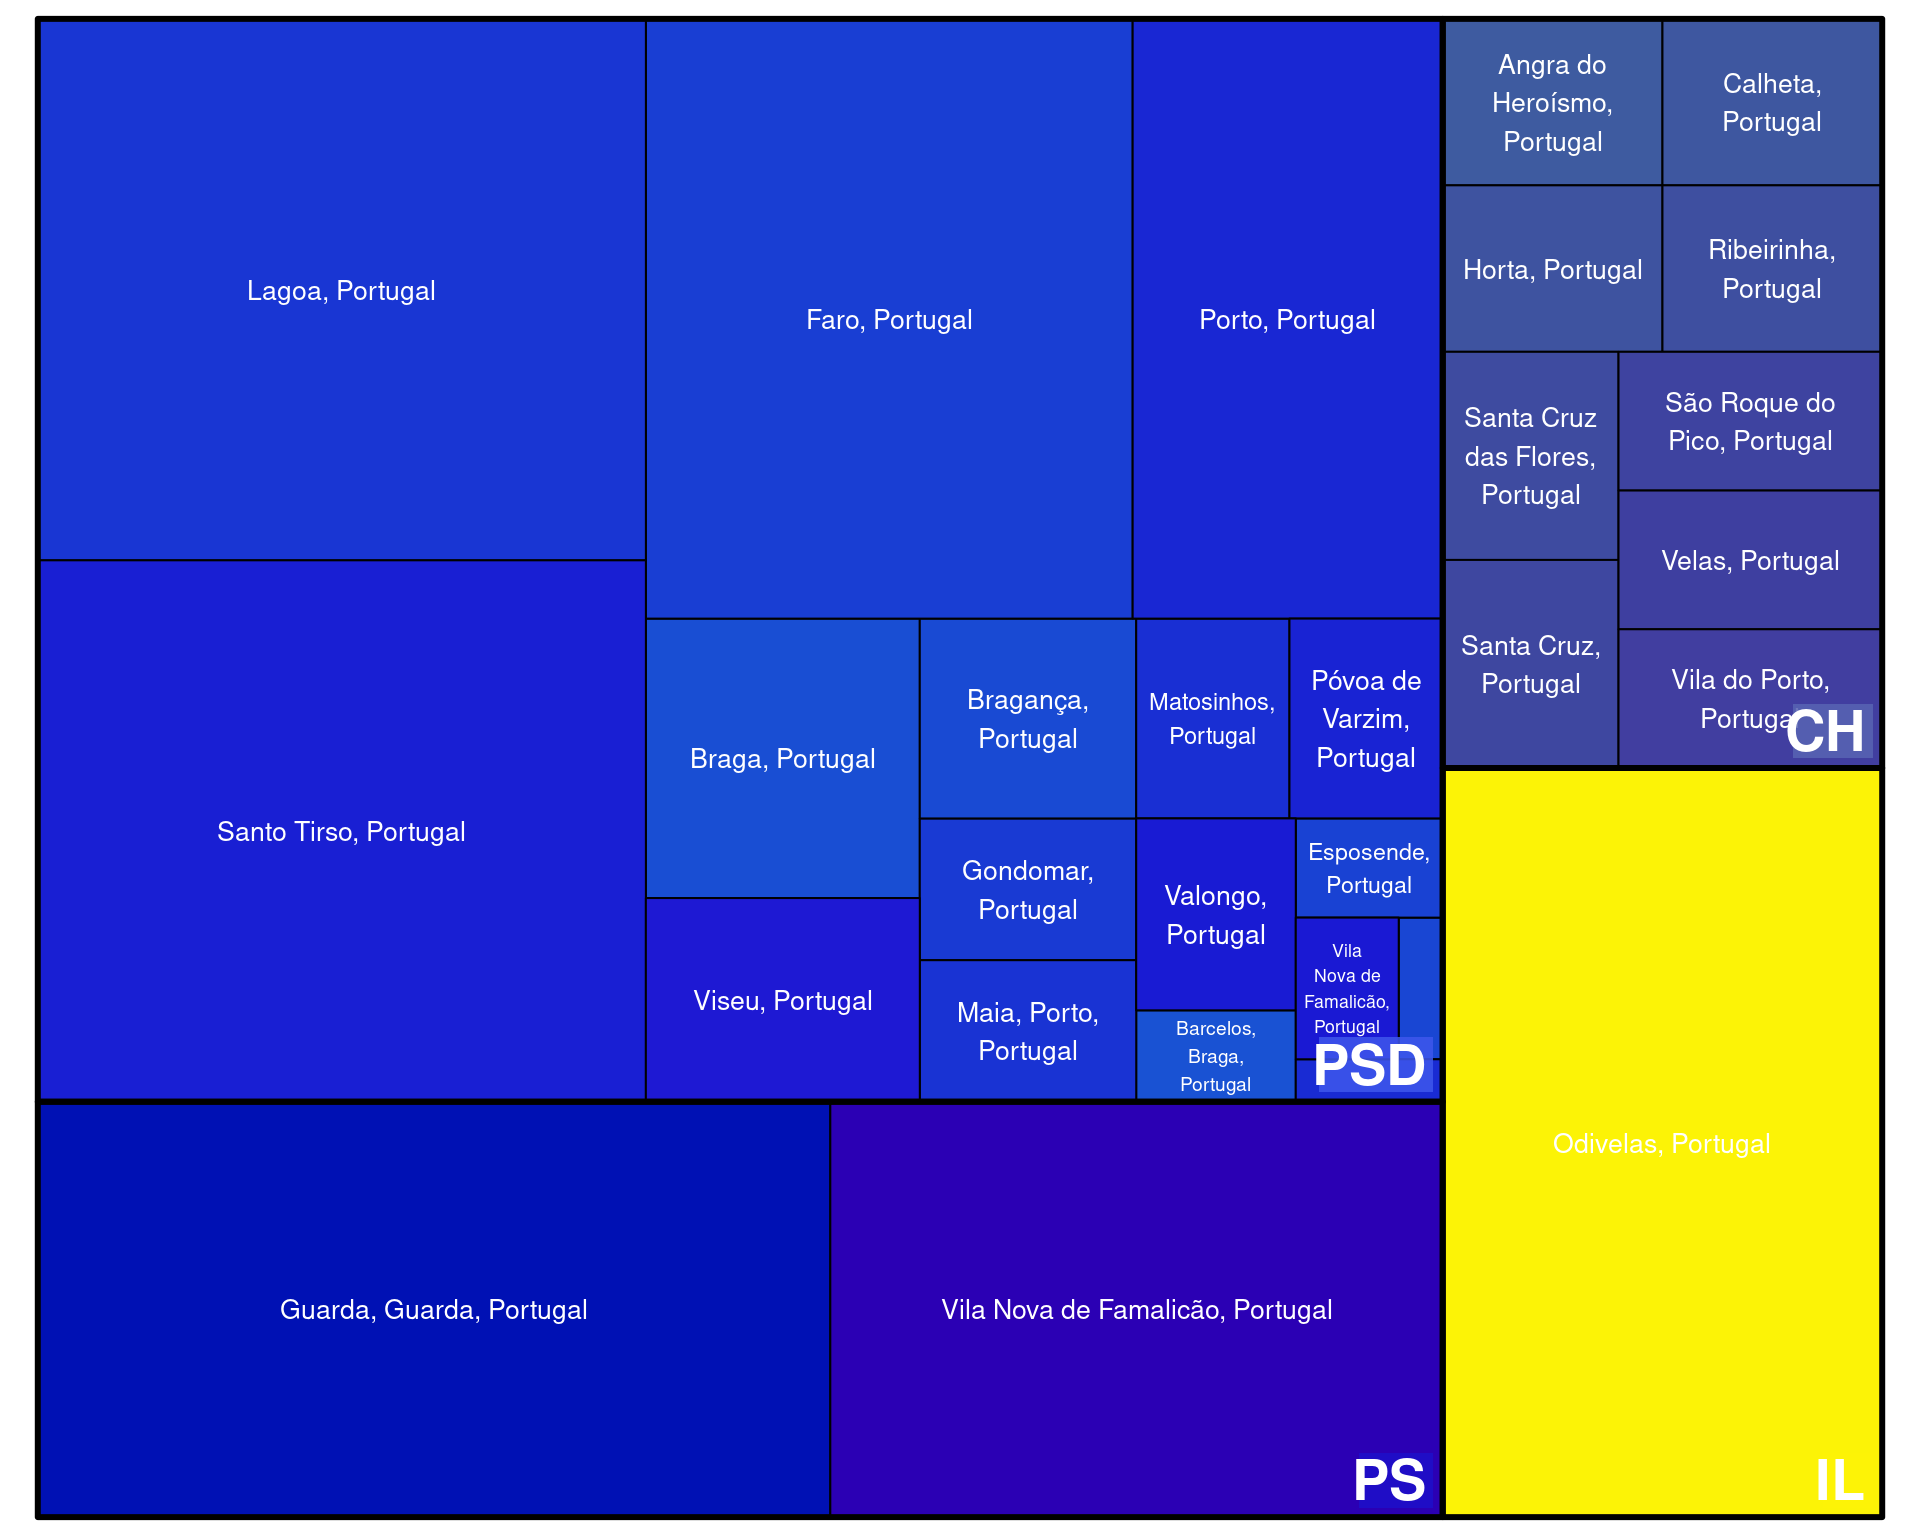 Lagoa, Portugal
Faro, Portugal
Porto, Portugal
Santo Tirso, Portugal
Braga, Portugal
Bragança,
Portugal
Matosinhos,
Portugal
Póvoa de
Varzim,
Portugal
Gondomar,
Portugal
Valongo,
Portugal
Esposende,
Portugal
Viseu, Portugal
Maia, Porto,
Portugal
Barcelos,
Braga,
Portugal
Vila
Nova de
Famalicão,
Portugal
PSD
Angra do
Heroísmo,
Portugal
Calheta,
Portugal
Horta, Portugal
Ribeirinha,
Portugal
Santa Cruz
das Flores,
Portugal
São Roque do
Pico, Portugal
Velas, Portugal
Santa Cruz,
Portugal
Vila do Porto,
Portugal
CH
Guarda, Guarda, Portugal
Vila Nova de Famalicão, Portugal
PS
Odivelas, Portugal
IL